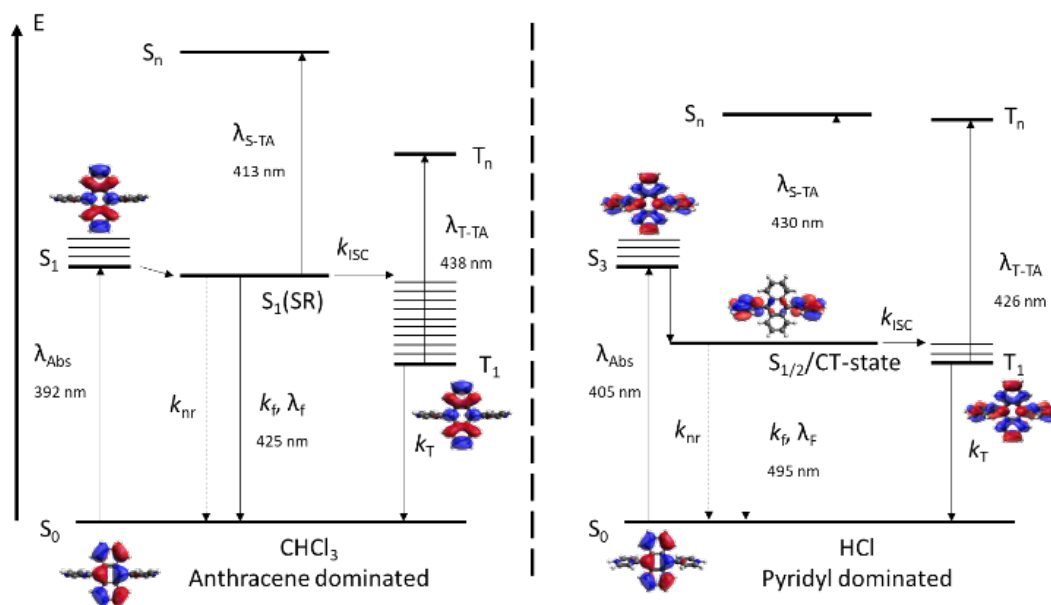 E
Sₙ
λS-TA
413 nm
Tₙ
S₁
kISC
λT-TA
438 nm
S₁(SR)
λAbs
392 nm
knr
kf, λf
425 nm
T₁
kT
S₀
CHCl₃
Anthracene dominated
Sₙ
Tₙ
λS-TA
430 nm
S₃
λT-TA
426 nm
kISC
S₁/₂/CT-state
T₁
λAbs
405 nm
knr
kf, λF
495 nm
kT
S₀
HCl
Pyridyl dominated